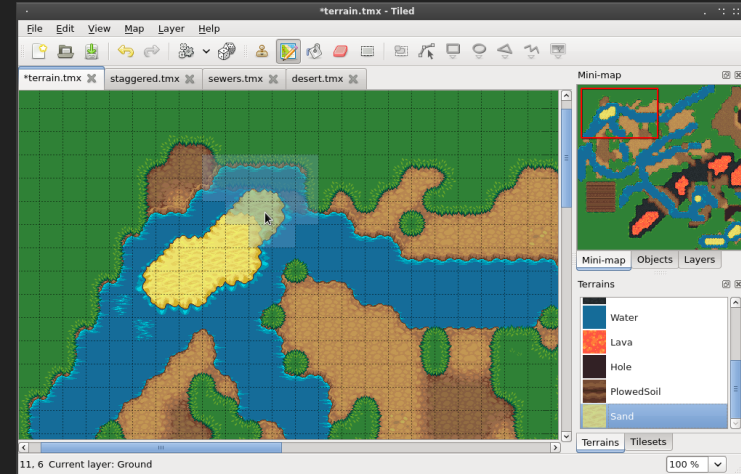 *terrain.tmx - Tiled
File Edit View Map Layer Help
*terrain.tmx staggered.tmx sewers.tmx desert.tmx
Mini-map
Mini-map Objects Layers
Terrains
Water
Lava
Hole
PlowedSoil
Sand
Terrains Tilesets
11, 6 Current layer: Ground
100 %